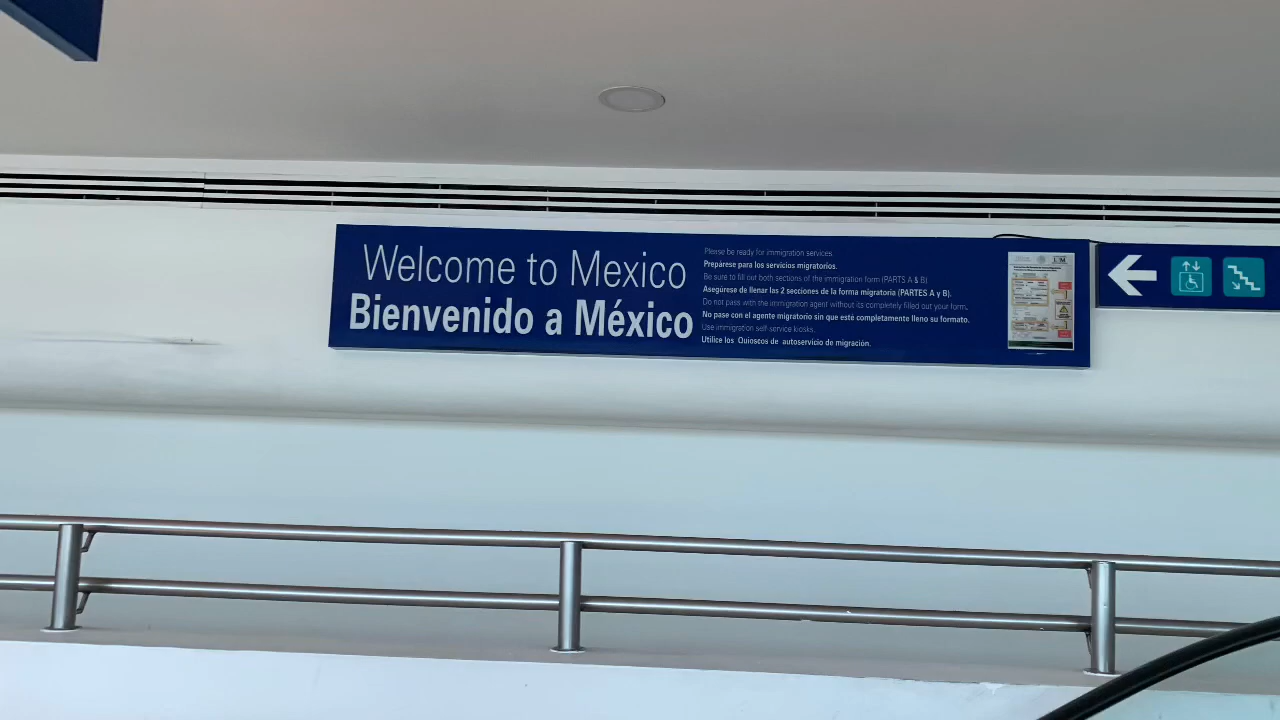 Welcome to Mexico
Bienvenido a México
Please be ready for immigration services.
Prepárese para los servicios migratorios.
Be sure to fill out both sections of the immigration form (PARTS A & B)
Asegúrese de llenar las 2 secciones de la forma migratoria (PARTES A y B).
Do not pass with the immigration agent without its completely filled out your form.
No pase con el agente migratorio sin que esté completamente lleno su formato.
Use immigration self-service kiosks.
Utilice los Quioscos de autoservicio de migración.